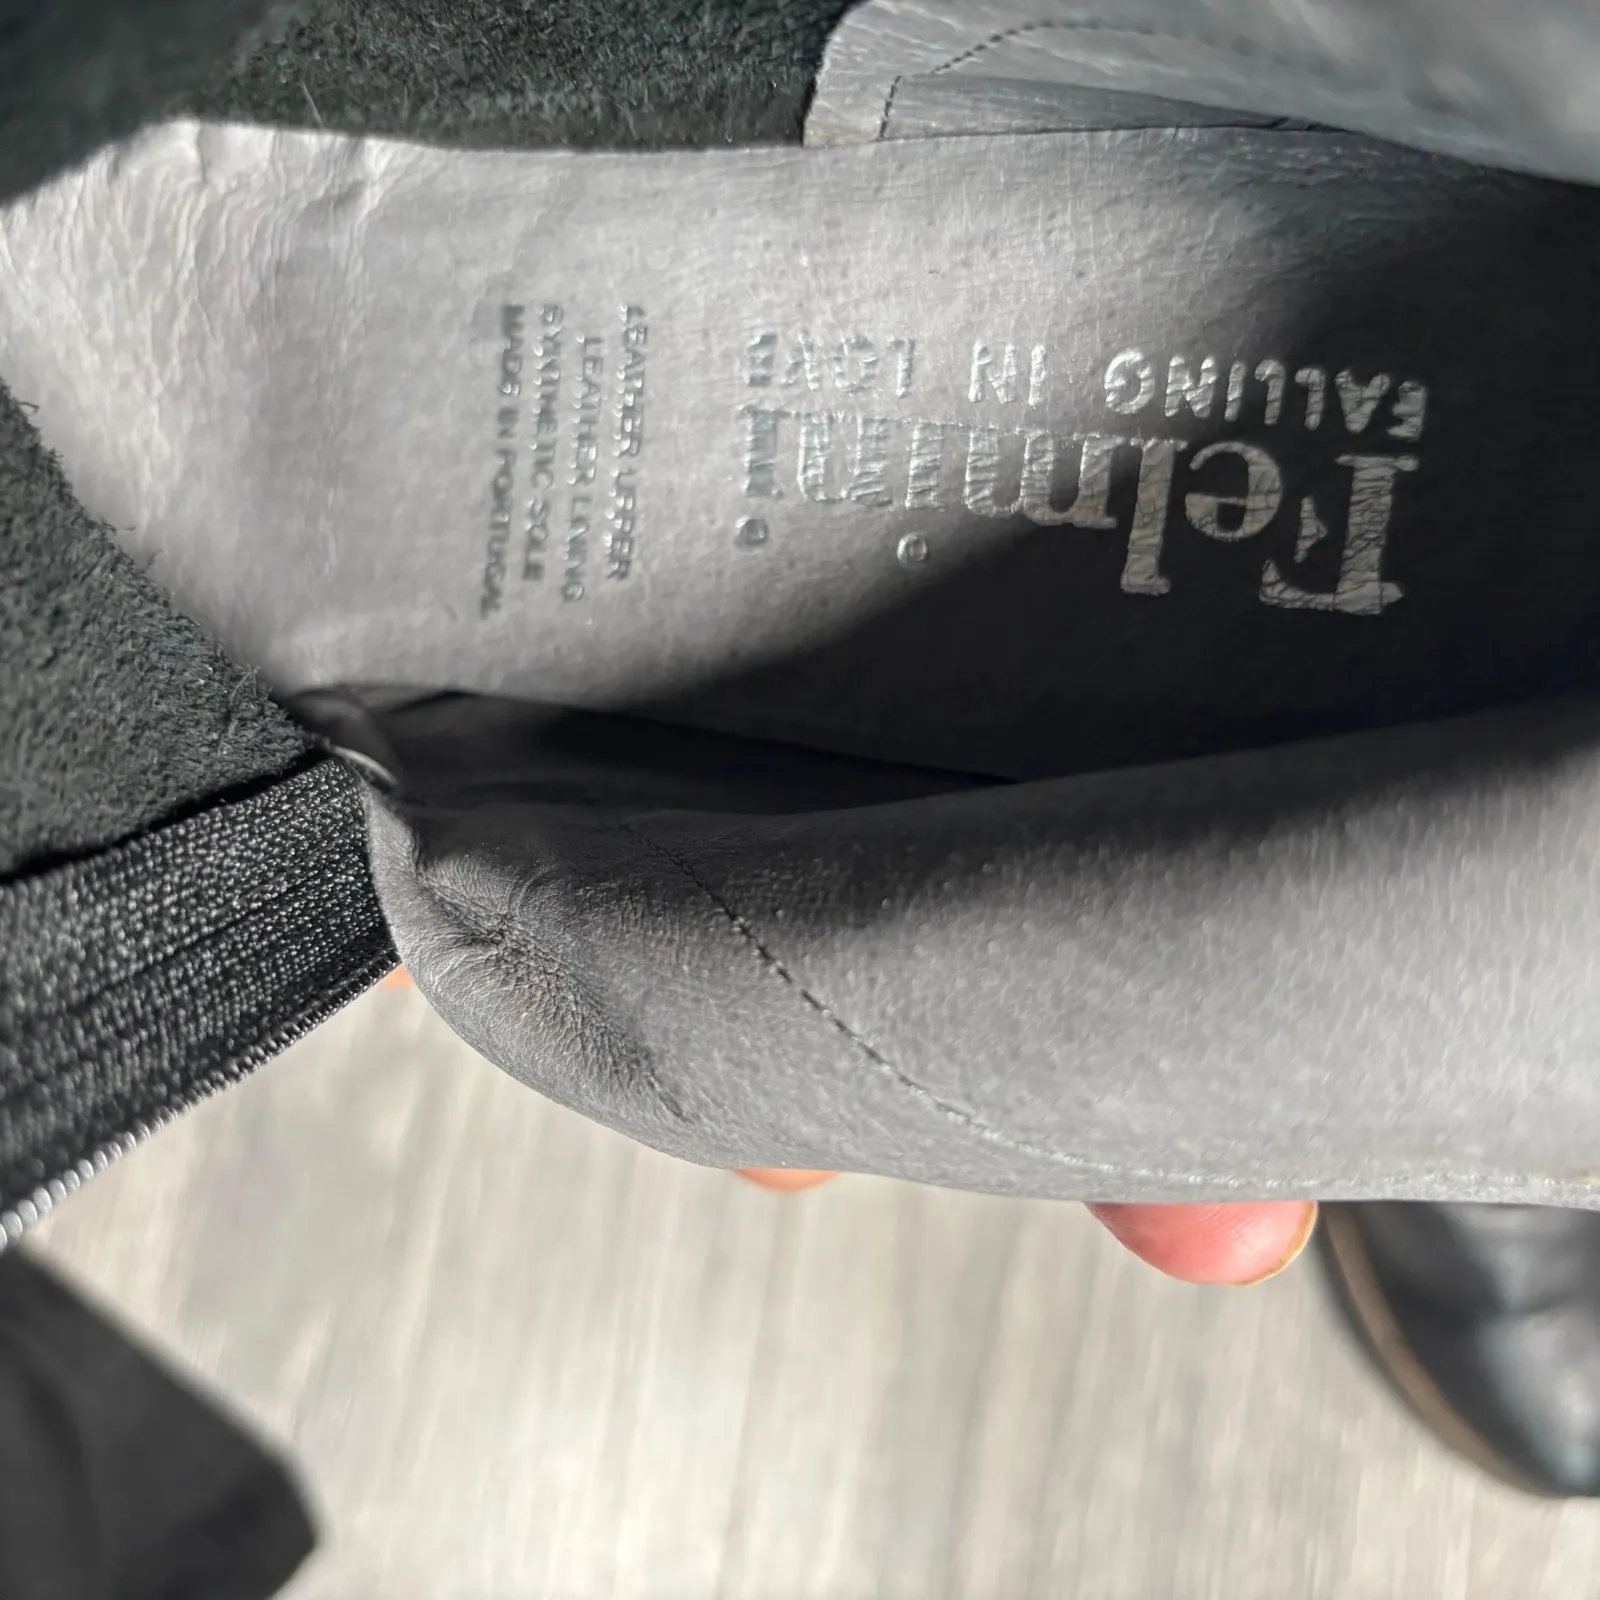 FALLING IN LOVE
Felmini
LEATHER UPPER
LEATHER LINING
SYNTHETIC SOLE
MADE IN PORTUGAL